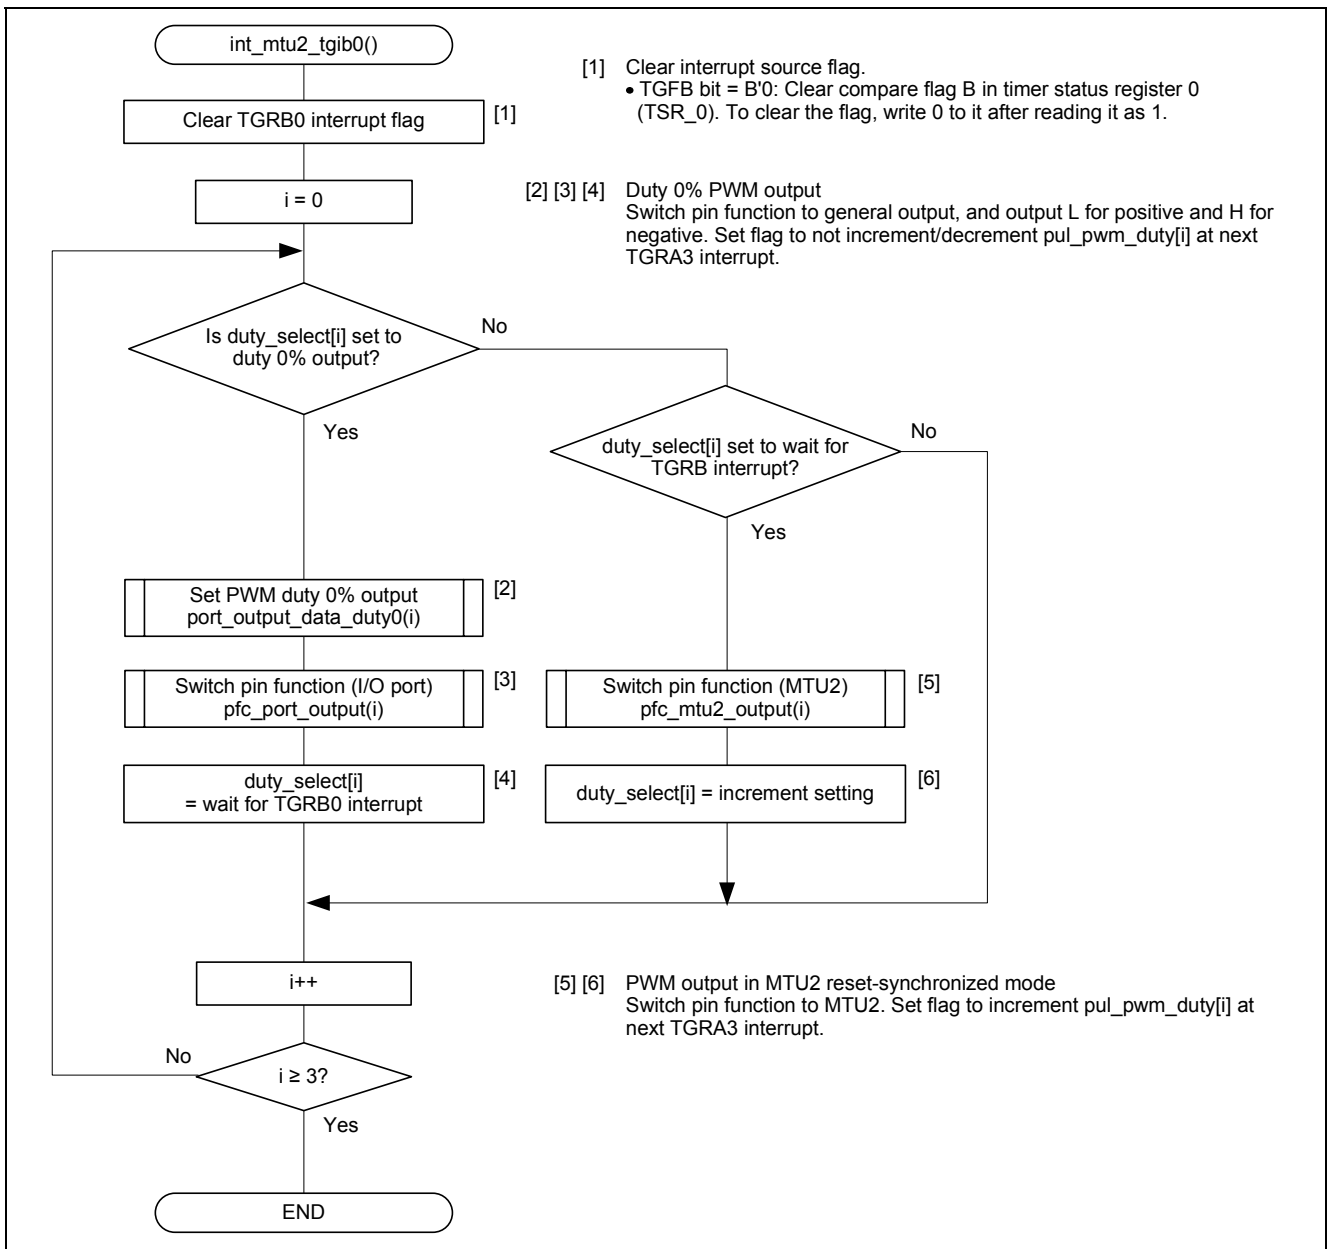 int_mtu2_tgib0()
[1] Clear interrupt source flag.
• TGFB bit = B'0: Clear compare flag B in timer status register 0
(TSR_0). To clear the flag, write 0 to it after reading it as 1.
Clear TGRB0 interrupt flag [1]
i = 0
[2] [3] [4] Duty 0% PWM output
Switch pin function to general output, and output L for positive and H for
negative. Set flag to not increment/decrement pul_pwm_duty[i] at next
TGRA3 interrupt.
Is duty_select[i] set to
duty 0% output?
No
Yes
duty_select[i] set to wait for
TGRB interrupt?
No
Yes
Set PWM duty 0% output
port_output_data_duty0(i)
[2]
Switch pin function (I/O port)
pfc_port_output(i)
[3]
Switch pin function (MTU2)
pfc_mtu2_output(i)
[5]
duty_select[i]
= wait for TGRB0 interrupt
[4]
duty_select[i] = increment setting
[6]
i++
[5] [6] PWM output in MTU2 reset-synchronized mode
Switch pin function to MTU2. Set flag to increment pul_pwm_duty[i] at
next TGRA3 interrupt.
No
i ≥ 3?
Yes
END